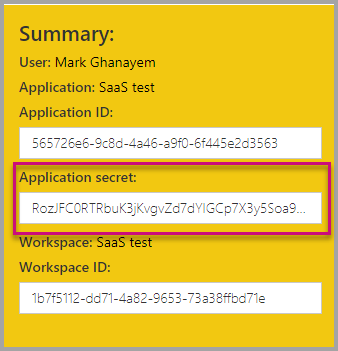 Summary:
User: Mark Ghanayem
Application: SaaS test
Application ID:
565726e6-9c8d-4a46-a9f0-6f445e2d3563
Application secret:
RozJFC0RTRbuK3jKvgvZd7dYIGCp7X3y5Soa9...
Workspace: SaaS test
Workspace ID:
1b7f5112-dd71-4a82-9653-73a38ffbd71e